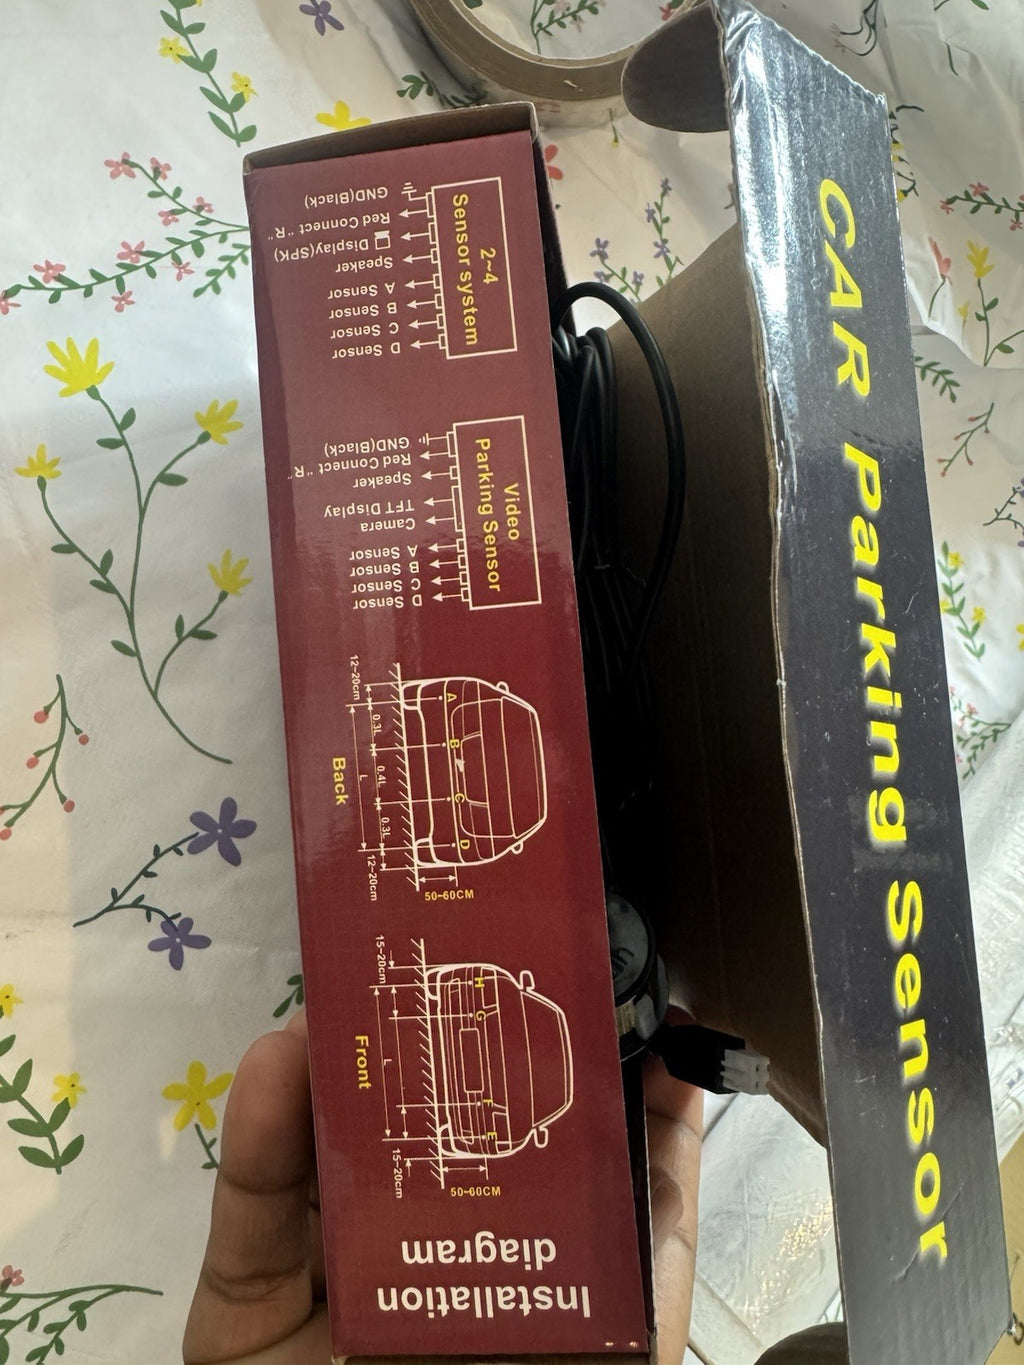 Installation
diagram
2~4
Sensor system
GND(Black)
Red Connect "R"
Display(SPK)
Speaker
A Sensor
B Sensor
C Sensor
D Sensor
Video
Parking Sensor
GND(Black)
Red Connect "R"
Speaker
TFT Display
Camera
A Sensor
B Sensor
C Sensor
D Sensor
A
B
C
D
12~20cm
0.3L
0.4L
0.3L
12~20cm
L
50~60CM
Back
H
G
F
E
15~20cm
L
15~20cm
50~60CM
Front
CAR Parking Sensor